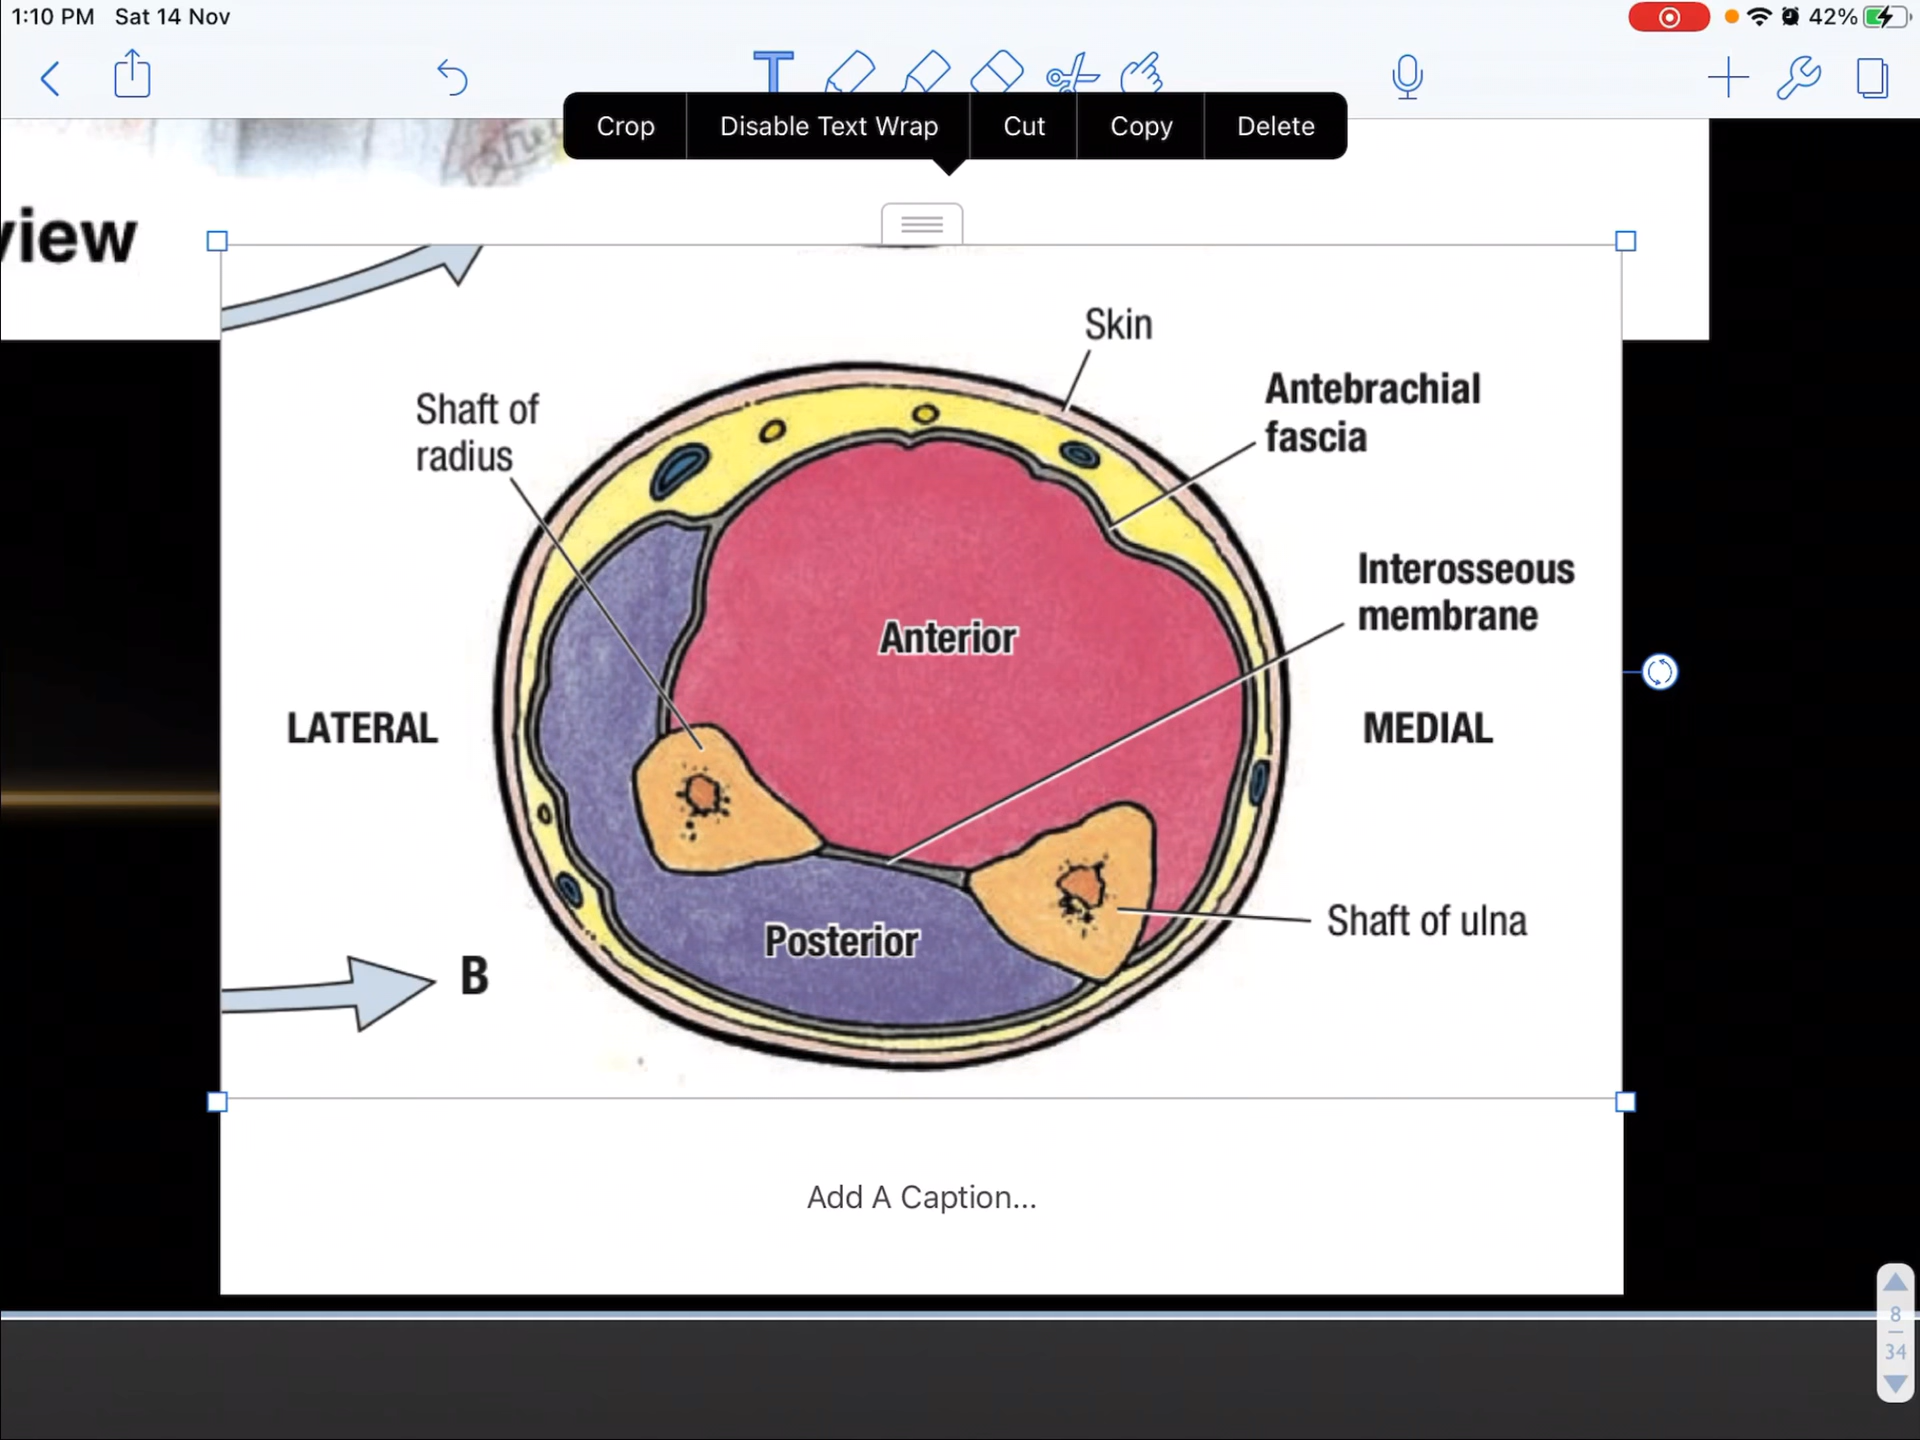 1:10 PM Sat 14 Nov
42%
T
Crop Disable Text Wrap Cut Copy Delete
view
Skin
Antebrachial
fascia
Shaft of
radius
Interosseous
membrane
Anterior
LATERAL
MEDIAL
Shaft of ulna
Posterior
B
Add A Caption...
8
34